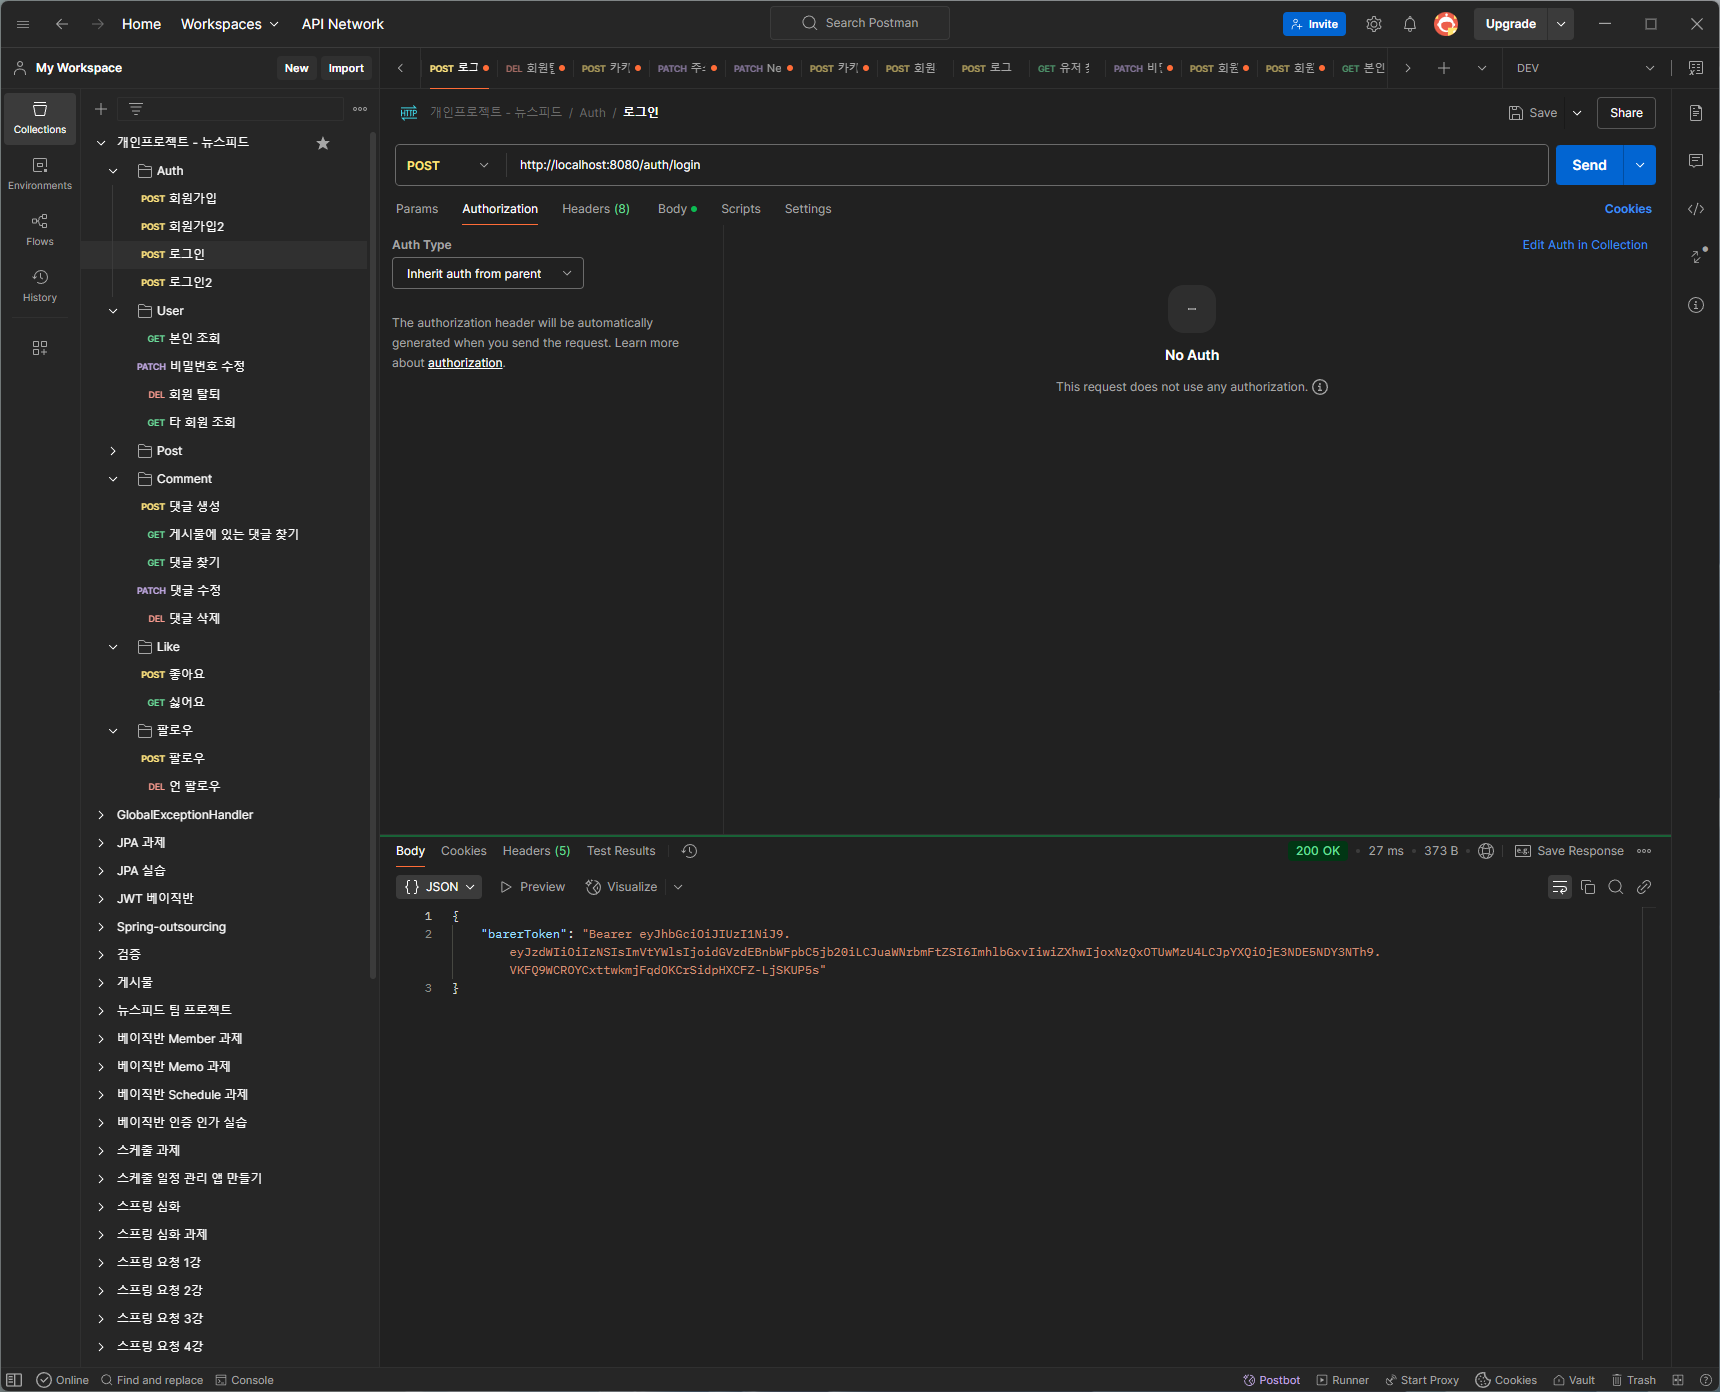 Home Workspaces API Network Search Postman Invite Upgrade
My Workspace New Import
POST 로그 DEL 회원탈 POST 카카 PATCH 주소 PATCH Ne POST 카카 POST 회원 POST 로그 GET 유저 PATCH 비밀 POST 회원 POST 회원 GET 본인 DEV
Collections
Environments
Flows
History
개인프로젝트 - 뉴스피드
Auth
POST 회원가입
POST 회원가입2
POST 로그인
POST 로그인2
User
GET 본인 조회
PATCH 비밀번호 수정
DEL 회원 탈퇴
GET 타 회원 조회
Post
Comment
POST 댓글 생성
GET 게시물에 있는 댓글 찾기
GET 댓글 찾기
PATCH 댓글 수정
DEL 댓글 삭제
Like
POST 좋아요
GET 싫어요
팔로우
POST 팔로우
DEL 언 팔로우
GlobalExceptionHandler
JPA 과제
JPA 실습
JWT 베이직반
Spring-outsourcing
검증
게시물
뉴스피드 팀 프로젝트
베이직반 Member 과제
베이직반 Memo 과제
베이직반 Schedule 과제
베이직반 인증 인가 실습
스케줄 과제
스케줄 일정 관리 앱 만들기
스프링 심화
스프링 심화 과제
스프링 요청 1강
스프링 요청 2강
스프링 요청 3강
스프링 요청 4강
HTTP 개인프로젝트 - 뉴스피드 / Auth / 로그인 Save Share
POST http://localhost:8080/auth/login Send
Params Authorization Headers (8) Body Scripts Settings Cookies
Auth Type
Inherit auth from parent
Edit Auth in Collection
The authorization header will be automatically
generated when you send the request. Learn more
about authorization.
No Auth
This request does not use any authorization.
Body Cookies Headers (5) Test Results 200 OK 27 ms 373 B Save Response
{} JSON Preview Visualize
1 {
2 "barerToken": "Bearer eyJhbGciOiJIUzI1NiJ9.
eyJzdWIiOiIzNSIsImVtYWlsIjoidGVzdEBnbWFpbC5jb20iLCJuaWNrbmFtZSI6ImhlbGxvIiwiZXhwIjoxNzQxOTUwMzU4LCJpYXQiOjE3NDE5NDY3NTh9.
VKFQ9WCROYCxttwkmjFqdOKCrSidpHXCFZ-LjSKUP5s"
3 }
Online Find and replace Console Postbot Runner Start Proxy Cookies Vault Trash